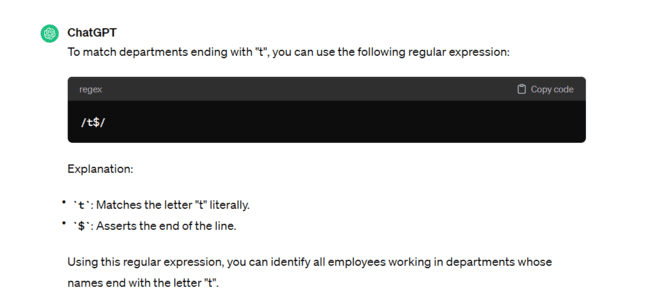 ChatGPT
To match departments ending with "t", you can use the following regular expression:
regex
Copy code
/t$/
Explanation:
• `t`: Matches the letter "t" literally.
• `$`: Asserts the end of the line.
Using this regular expression, you can identify all employees working in departments whose
names end with the letter "t".